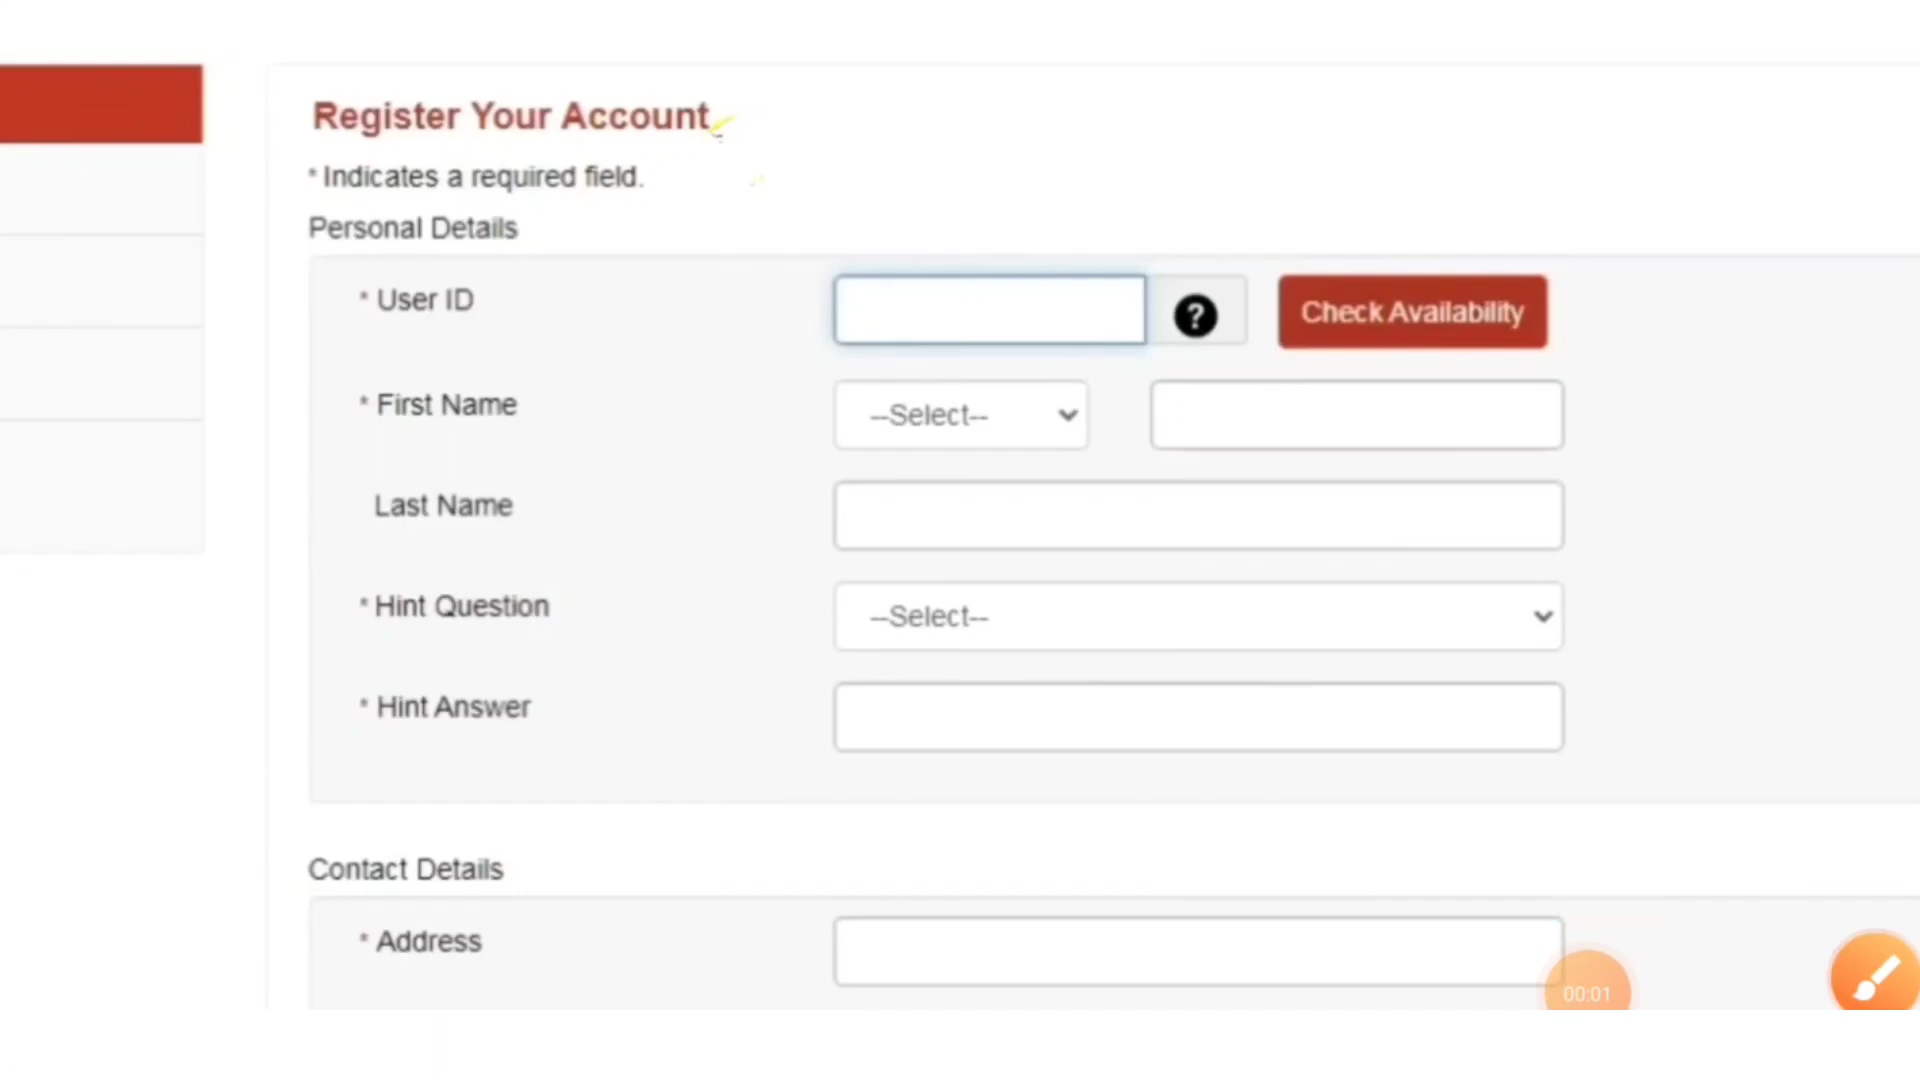 Register Your Account
* Indicates a required field.
Personal Details
* User ID
?
Check Availability
* First Name
--Select--
Last Name
* Hint Question
--Select--
* Hint Answer
Contact Details
* Address
00:01